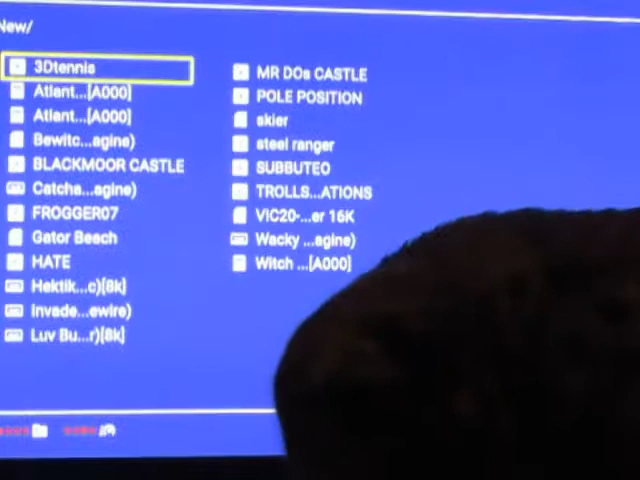 New/
3Dtennis
Atlant...[A000]
Atlant...[A000]
Bewitc...agine)
BLACKMOOR CASTLE
Catcha...agine)
FROGGER07
Gator Beach
HATE
Hektik...c)[8k]
Invade...ewire)
Luv Bu...r)[8k]
MR DOs CASTLE
POLE POSITION
skier
steel ranger
SUBBUTEO
TROLLS...ATIONS
VIC20-...er 16K
Wacky ...agine)
Witch ...[A000]